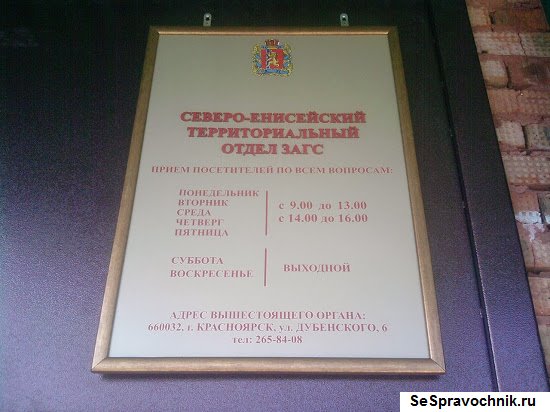 СЕВЕРО-ЕНИСЕЙСКИЙ
ТЕРРИТОРИАЛЬНЫЙ
ОТДЕЛ ЗАГС
ПРИЕМ ПОСЕТИТЕЛЕЙ ПО ВСЕМ ВОПРОСАМ:
ПОНЕДЕЛЬНИК
ВТОРНИК
СРЕДА
ЧЕТВЕРГ
ПЯТНИЦА
с 9.00 до 13.00
с 14.00 до 16.00
СУББОТА
ВОСКРЕСЕНЬЕ
ВЫХОДНОЙ
АДРЕС ВЫШЕСТОЯЩЕГО ОРГАНА:
660032, г. КРАСНОЯРСК, ул. ДУБЕНСКОГО, 6
тел: 265-84-08
SeSpravochnik.ru